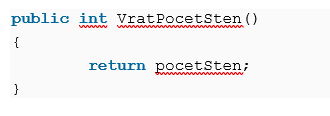 public int VratPocetSten()
{
return pocetSten;
}